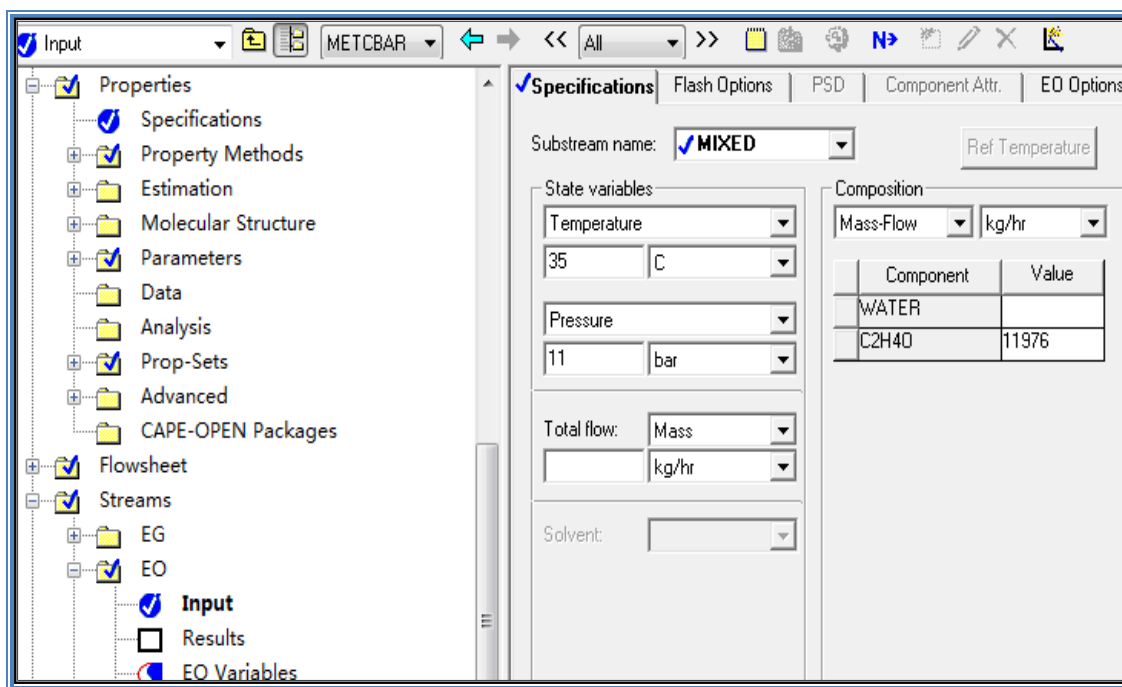 Input METCBAR << All >> N>
Properties
Specifications
Property Methods
Estimation
Molecular Structure
Parameters
Data
Analysis
Prop-Sets
Advanced
CAPE-OPEN Packages
Flowsheet
Streams
EG
EO
Input
Results
EO Variables
Specifications Flash Options PSD Component Attr. EO Options
Substream name: MIXED Ref Temperature
State variables
Temperature
35 C
Pressure
11 bar
Total flow: Mass
kg/hr
Solvent:
Composition
Mass-Flow kg/hr
Component Value
WATER
C2H4O 11976